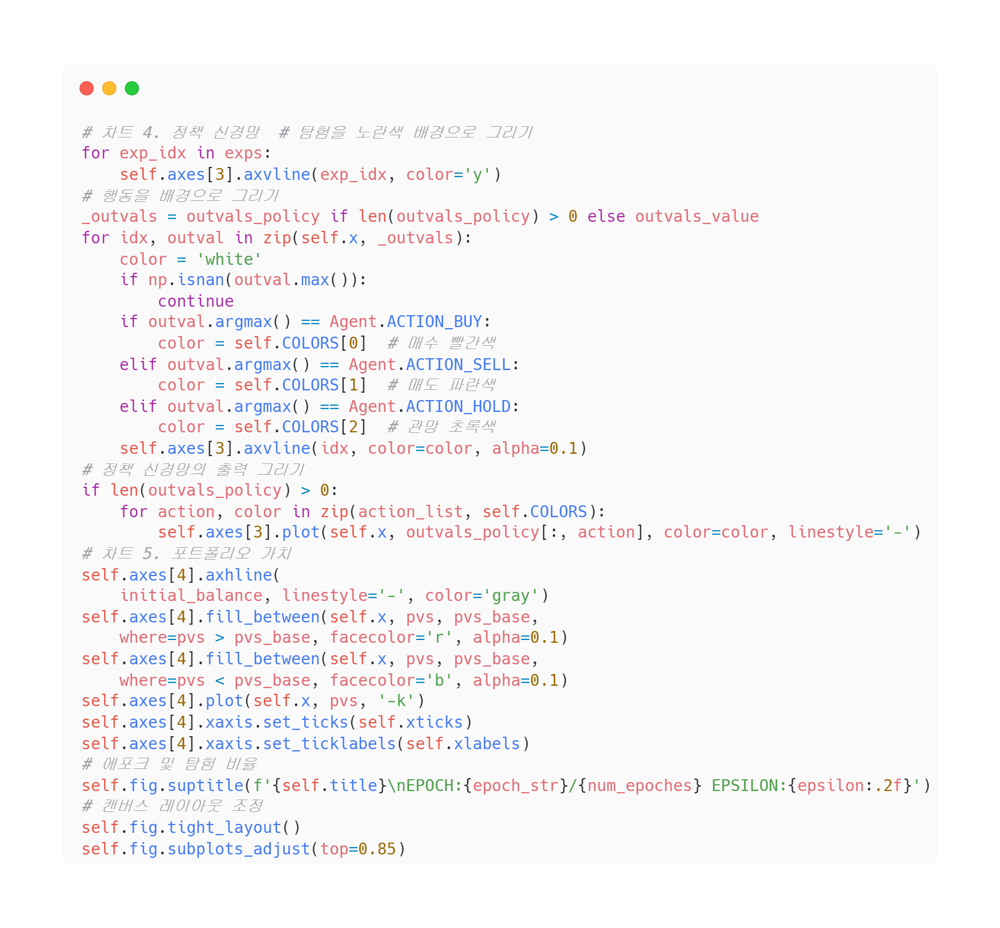 # 차트 4. 정책 신경망  # 탐험을 노란색 배경으로 그리기
for exp_idx in exps:
    self.axes[3].axvline(exp_idx, color='y')
# 행동을 배경으로 그리기
_outvals = outvals_policy if len(outvals_policy) > 0 else outvals_value
for idx, outval in zip(self.x, _outvals):
    color = 'white'
    if np.isnan(outval.max()):
        continue
    if outval.argmax() == Agent.ACTION_BUY:
        color = self.COLORS[0]  # 매수 빨간색
    elif outval.argmax() == Agent.ACTION_SELL:
        color = self.COLORS[1]  # 매도 파란색
    elif outval.argmax() == Agent.ACTION_HOLD:
        color = self.COLORS[2]  # 관망 초록색
    self.axes[3].axvline(idx, color=color, alpha=0.1)
# 정책 신경망의 출력 그리기
if len(outvals_policy) > 0:
    for action, color in zip(action_list, self.COLORS):
        self.axes[3].plot(self.x, outvals_policy[:, action], color=color, linestyle='-')
# 차트 5. 포트폴리오 가치
self.axes[4].axhline(
    initial_balance, linestyle='-', color='gray')
self.axes[4].fill_between(self.x, pvs, pvs_base,
    where=pvs > pvs_base, facecolor='r', alpha=0.1)
self.axes[4].fill_between(self.x, pvs, pvs_base,
    where=pvs < pvs_base, facecolor='b', alpha=0.1)
self.axes[4].plot(self.x, pvs, '-k')
self.axes[4].xaxis.set_ticks(self.xticks)
self.axes[4].xaxis.set_ticklabels(self.xlabels)
# 에포크 및 탐험 비율
self.fig.suptitle(f'{self.title}\nEPOCH:{epoch_str}/{num_epoches} EPSILON:{epsilon:.2f}')
# 캔버스 레이아웃 조정
self.fig.tight_layout()
self.fig.subplots_adjust(top=0.85)